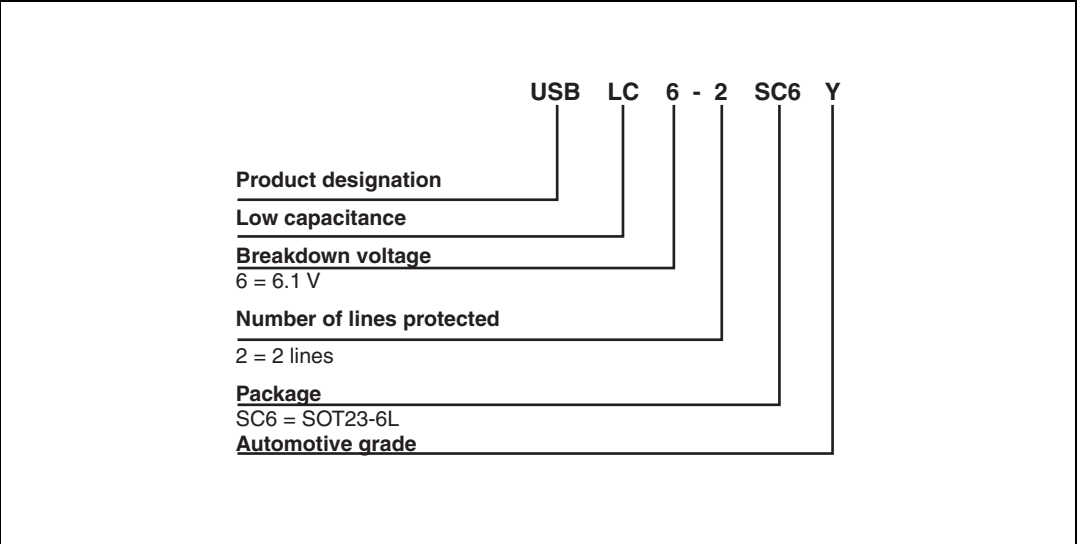 USB LC 6 - 2 SC6 Y
Product designation
Low capacitance
Breakdown voltage
6 = 6.1 V
Number of lines protected
2 = 2 lines
Package
SC6 = SOT23-6L
Automotive grade